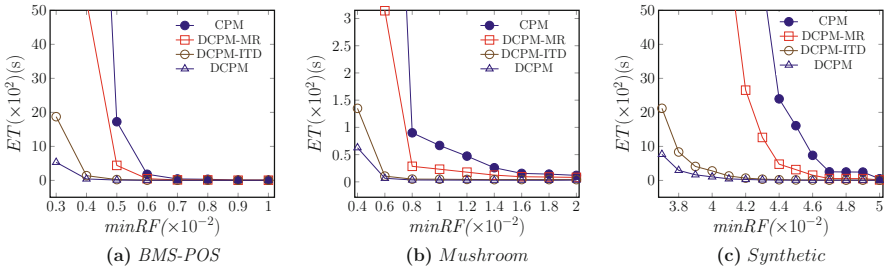 50
40
30
20
10
0
ET(×10²)(s)
CPM
DCPM-MR
DCPM-ITD
DCPM
0.3 0.4 0.5 0.6 0.7 0.8 0.9 1
minRF(×10⁻²)
(a) BMS-POS
3
2.5
2
1.5
1
0.5
0
ET(×10²)(s)
CPM
DCPM-MR
DCPM-ITD
DCPM
0.4 0.6 0.8 1 1.2 1.4 1.6 1.8 2
minRF(×10⁻²)
(b) Mushroom
50
40
30
20
10
0
ET(×10²)(s)
CPM
DCPM-MR
DCPM-ITD
DCPM
3.8 4 4.2 4.4 4.6 4.8 5
minRF(×10⁻²)
(c) Synthetic